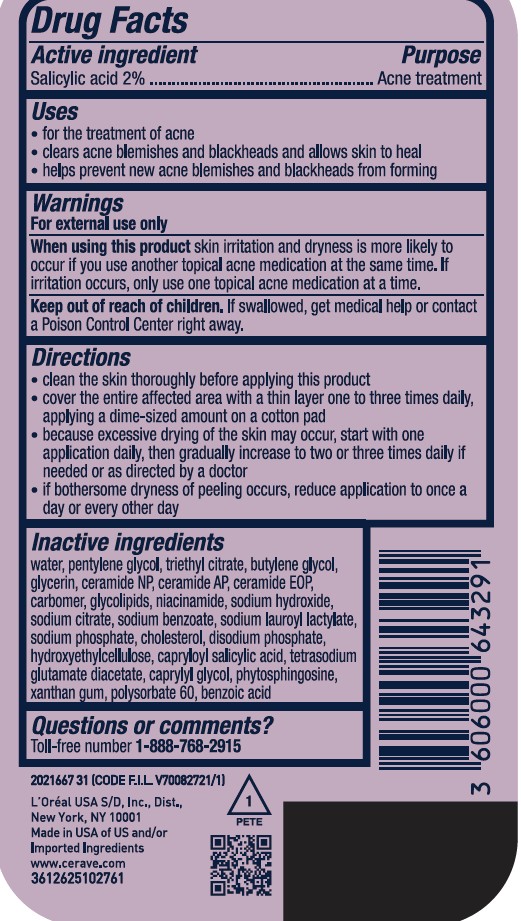 Drug Facts
Active ingredient Purpose
Salicylic acid 2% ........................................................ Acne treatment
Uses
• for the treatment of acne
• clears acne blemishes and blackheads and allows skin to heal
• helps prevent new acne blemishes and blackheads from forming
Warnings
For external use only
When using this product skin irritation and dryness is more likely to
occur if you use another topical acne medication at the same time. If
irritation occurs, only use one topical acne medication at a time.
Keep out of reach of children. If swallowed, get medical help or contact
a Poison Control Center right away.
Directions
• clean the skin thoroughly before applying this product
• cover the entire affected area with a thin layer one to three times daily,
applying a dime-sized amount on a cotton pad
• because excessive drying of the skin may occur, start with one
application daily, then gradually increase to two or three times daily if
needed or as directed by a doctor
• if bothersome dryness of peeling occurs, reduce application to once a
day or every other day
Inactive ingredients
water, pentylene glycol, triethyl citrate, butylene glycol,
glycerin, ceramide NP, ceramide AP, ceramide EOP,
carbomer, glycolipids, niacinamide, sodium hydroxide,
sodium citrate, sodium benzoate, sodium lauroyl lactylate,
sodium phosphate, cholesterol, disodium phosphate,
hydroxyethylcellulose, capryloyl salicylic acid, tetrasodium
glutamate diacetate, caprylyl glycol, phytosphingosine,
xanthan gum, polysorbate 60, benzoic acid
Questions or comments?
Toll-free number 1-888-768-2915
3 606000 643291
2021667 31 (CODE F.I.L. V70082721/1)
L'Oréal USA S/D, Inc., Dist.,
New York, NY 10001
Made in USA of US and/or
Imported Ingredients
www.cerave.com
3612625102761
1
PETE